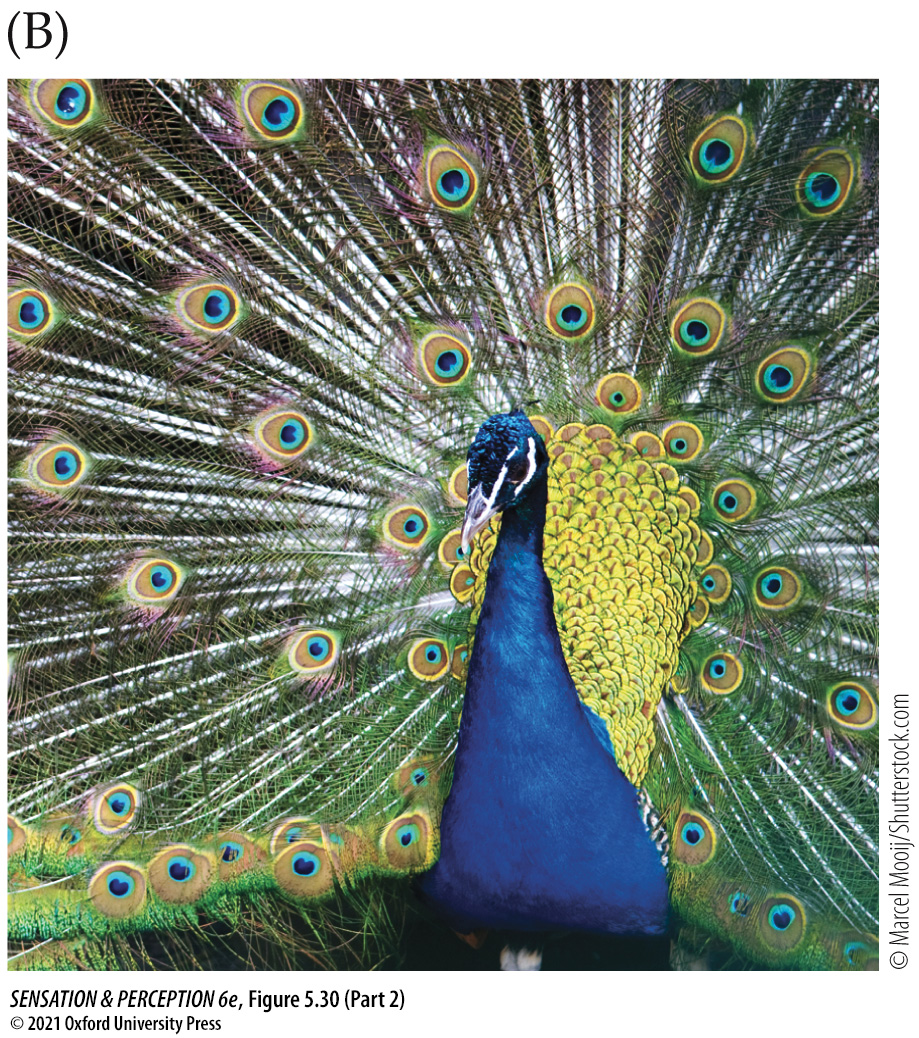 (B)
© Marcel Mooij/Shutterstock.com
SENSATION & PERCEPTION 6e, Figure 5.30 (Part 2)
© 2021 Oxford University Press